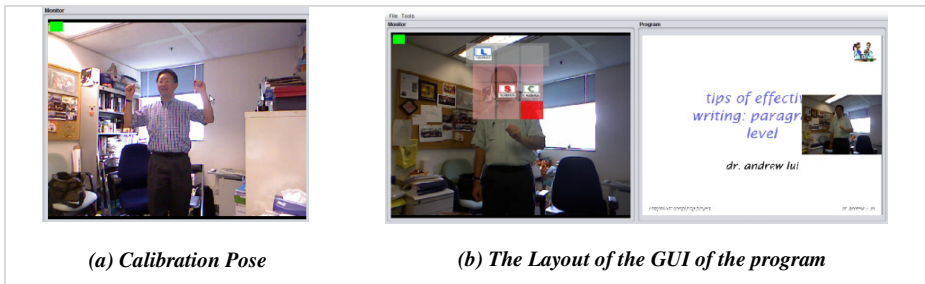 Monitor
File Tools
Monitor
Program
L
S
C
tips of effectiv
writing: paragra
level
dr. andrew lui
(a) Calibration Pose
(b) The Layout of the GUI of the program